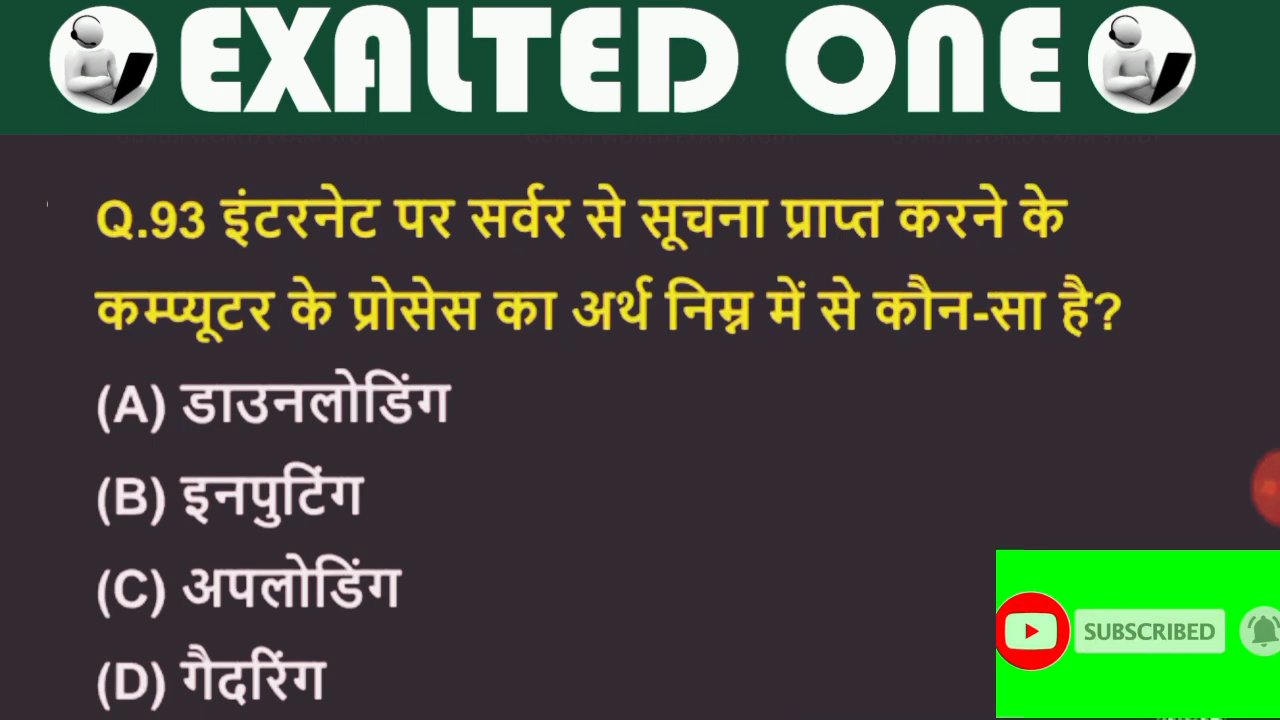 EXALTED ONE
Q.93 इंटरनेट पर सर्वर से सूचना प्राप्त करने के
कम्प्यूटर के प्रोसेस का अर्थ निम्न में से कौन-सा है?
(A) डाउनलोडिंग
(B) इनपुटिंग
(C) अपलोडिंग
(D) गैदरिंग
SUBSCRIBED